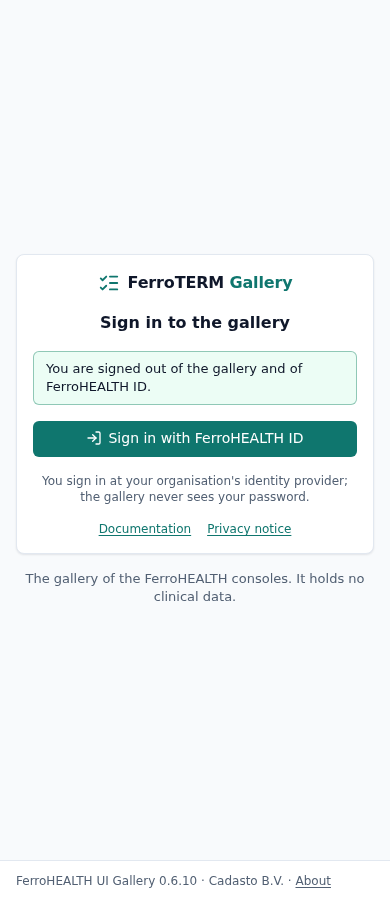 FerroTERM Gallery
Sign in to the gallery
You are signed out of the gallery and of
FerroHEALTH ID.
Sign in with FerroHEALTH ID
You sign in at your organisation's identity provider;
the gallery never sees your password.
Documentation Privacy notice
The gallery of the FerroHEALTH consoles. It holds no
clinical data.
FerroHEALTH UI Gallery 0.6.10 · Cadasto B.V. · About